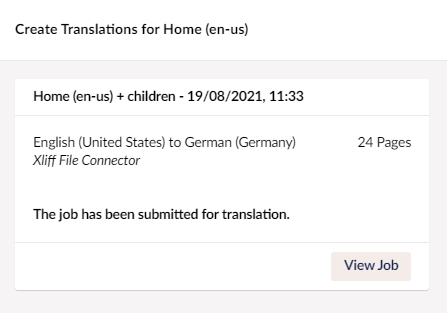 Create Translations for Home (en-us)
Home (en-us) + children - 19/08/2021, 11:33
English (United States) to German (Germany) 24 Pages
Xliff File Connector
The job has been submitted for translation.
View Job